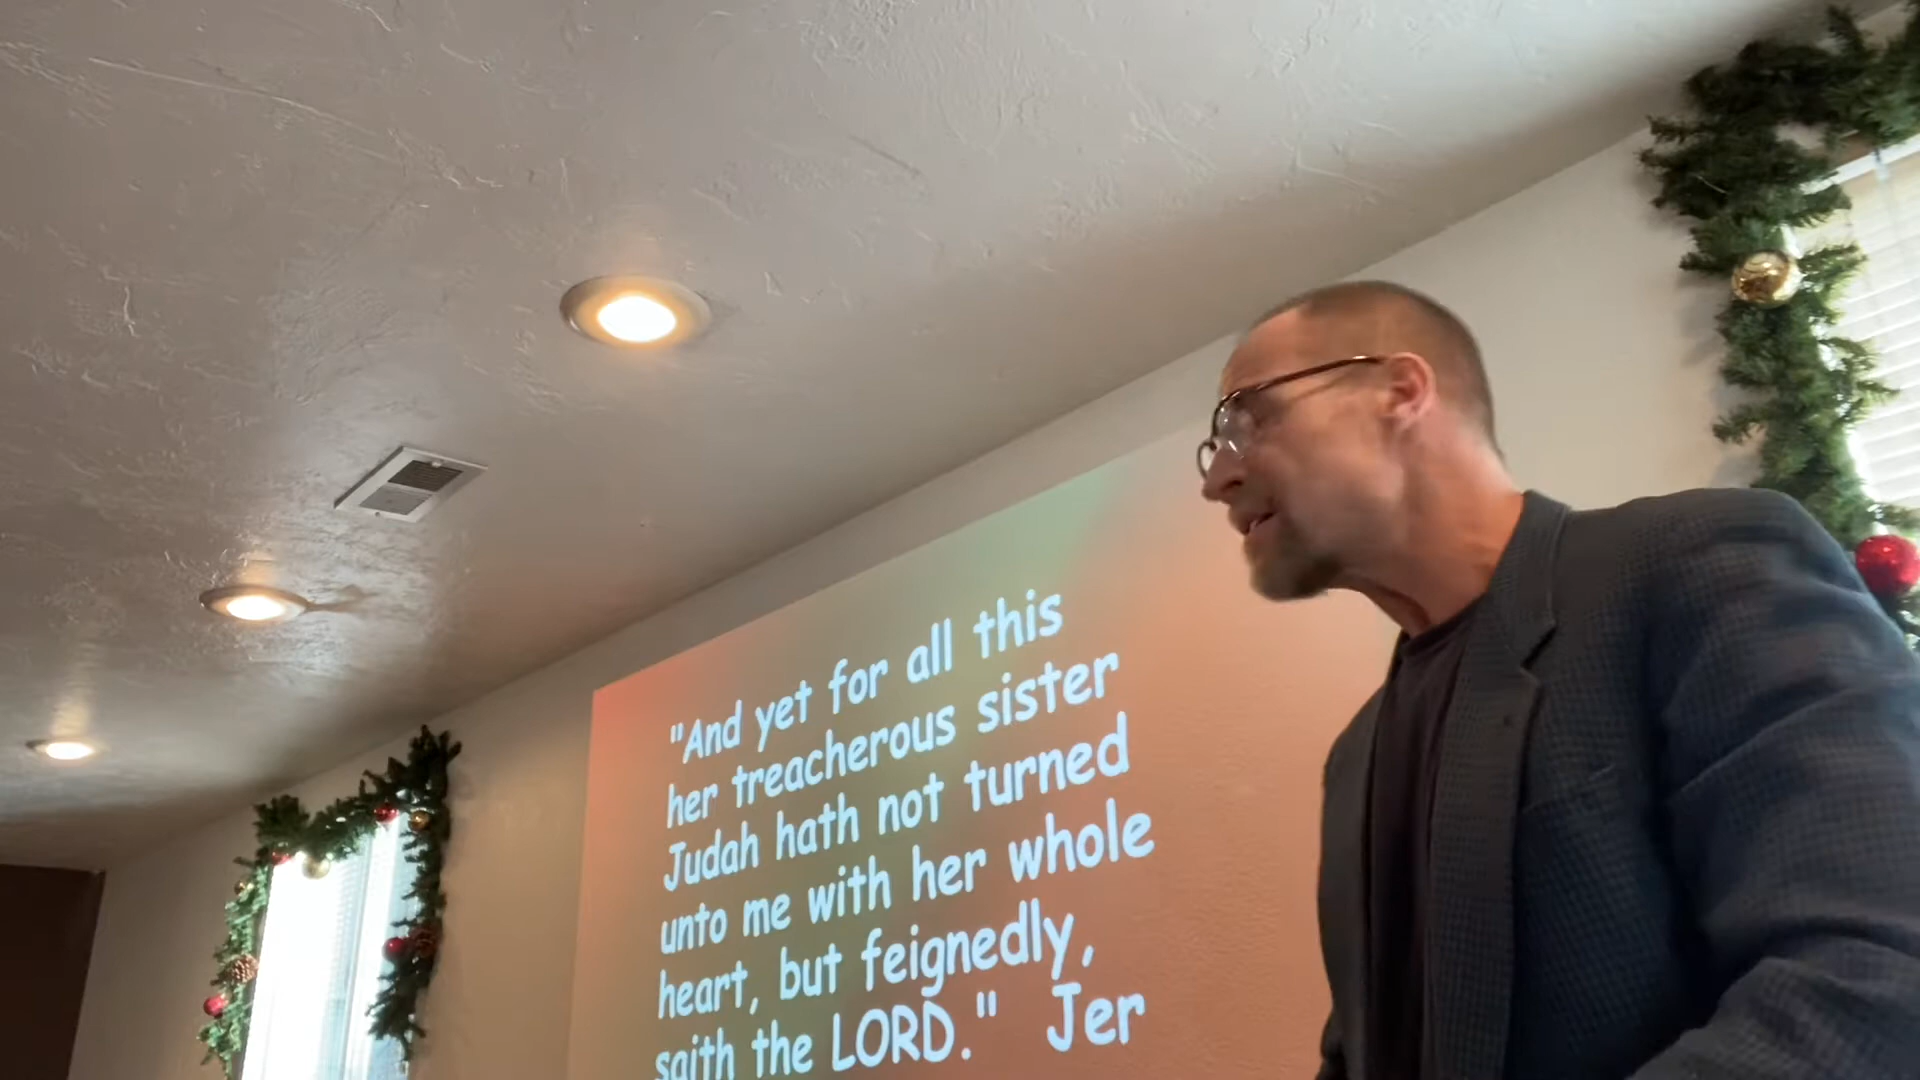 "And yet for all this
her treacherous sister
Judah hath not turned
unto me with her whole
heart, but feignedly,
saith the LORD." Jer